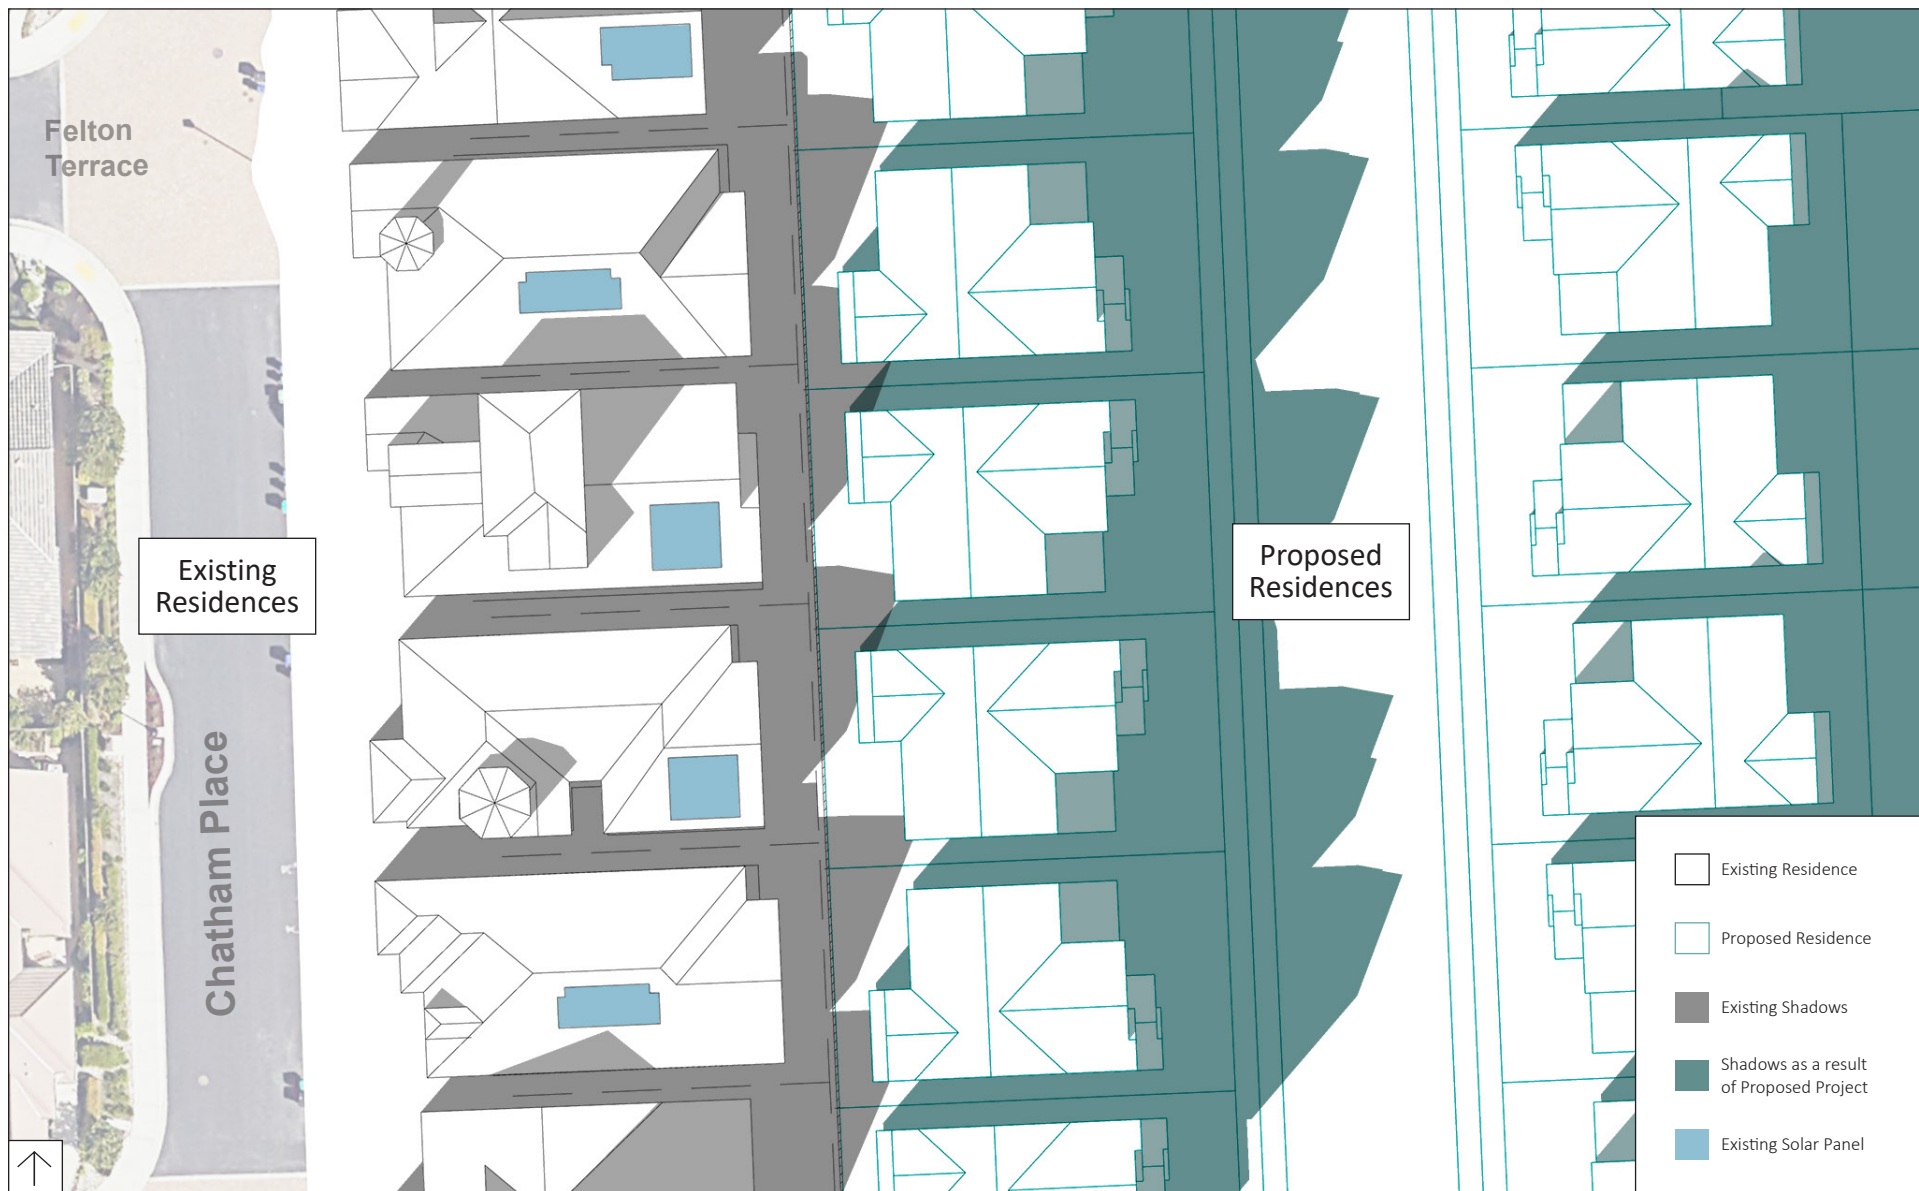 Felton
Terrace
Existing
Residences
Proposed
Residences
Chatham Place
Existing Residence
Proposed Residence
Existing Shadows
Shadows as a result
of Proposed Project
Existing Solar Panel